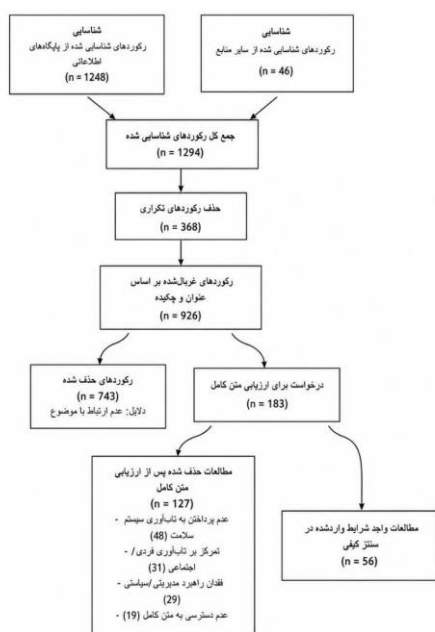 شناسایی
رکوردهای شناسایی شده از سایر منابع
(n = 46)
شناسایی
رکوردهای شناسایی شده از پایگاه‌های
اطلاعاتی
(n = 1248)
جمع کل رکوردهای شناسایی شده
(n = 1294)
حذف رکوردهای تکراری
(n = 368)
رکوردهای غربال‌شده بر اساس
عنوان و چکیده
(n = 926)
درخواست برای ارزیابی متن کامل
(n = 183)
رکوردهای حذف شده
(n = 743)
دلایل: عدم ارتباط با موضوع
مطالعات واجد شرایط واردشده در
سنتز کیفی
(n = 56)
مطالعات حذف شده پس از ارزیابی
متن کامل
(n = 127)
عدم پرداختن به تاب‌آوری سیستم -
سلامت (48)
تمرکز بر تاب‌آوری فردی/ -
اجتماعی (31)
فقدان راهبرد مدیریتی/سیاستی -
(29)
عدم دسترسی به متن کامل (19) -